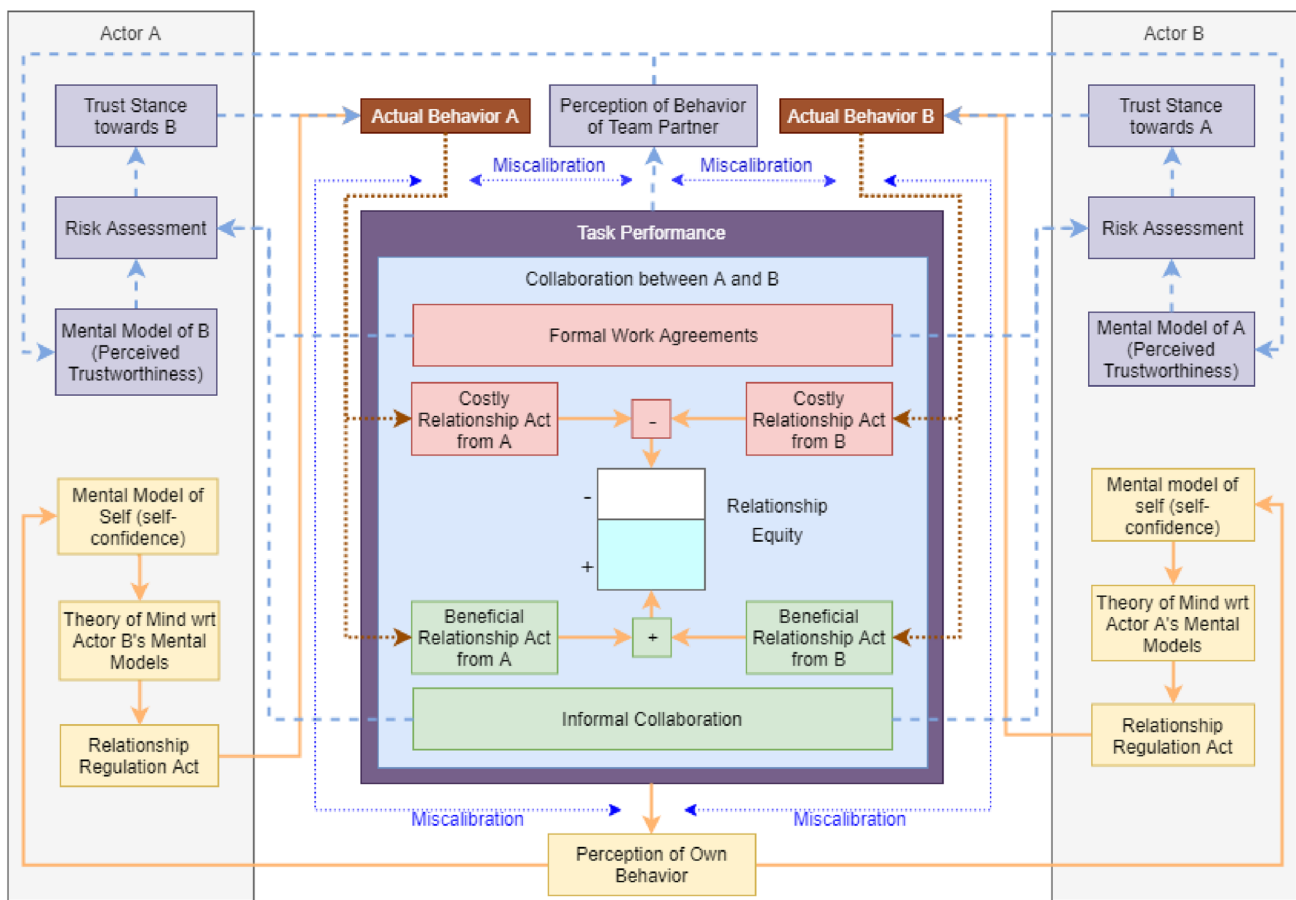 Actor A
Actor B
Trust Stance
towards B
Actual Behavior A
Perception of Behavior
of Team Partner
Actual Behavior B
Trust Stance
towards A
Miscalibration
Miscalibration
Risk Assessment
Task Performance
Risk Assessment
Collaboration between A and B
Mental Model of B
(Perceived
Trustworthiness)
Formal Work Agreements
Mental Model of A
(Perceived
Trustworthiness)
Costly
Relationship Act
from A
-
Costly
Relationship Act
from B
Mental Model of
Self (self-
confidence)
-
+
Relationship
Equity
Mental model of
self (self-
confidence)
Theory of Mind wrt
Actor B's Mental
Models
Beneficial
Relationship Act
from A
+
Beneficial
Relationship Act
from B
Theory of Mind wrt
Actor A's Mental
Models
Relationship
Regulation Act
Informal Collaboration
Relationship
Regulation Act
Miscalibration
Miscalibration
Perception of Own
Behavior